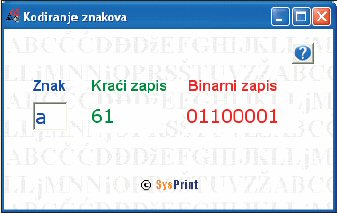 Kodiranje znakova
?
Znak Kraći zapis Binarni zapis
a 61 01100001
© SysPrint